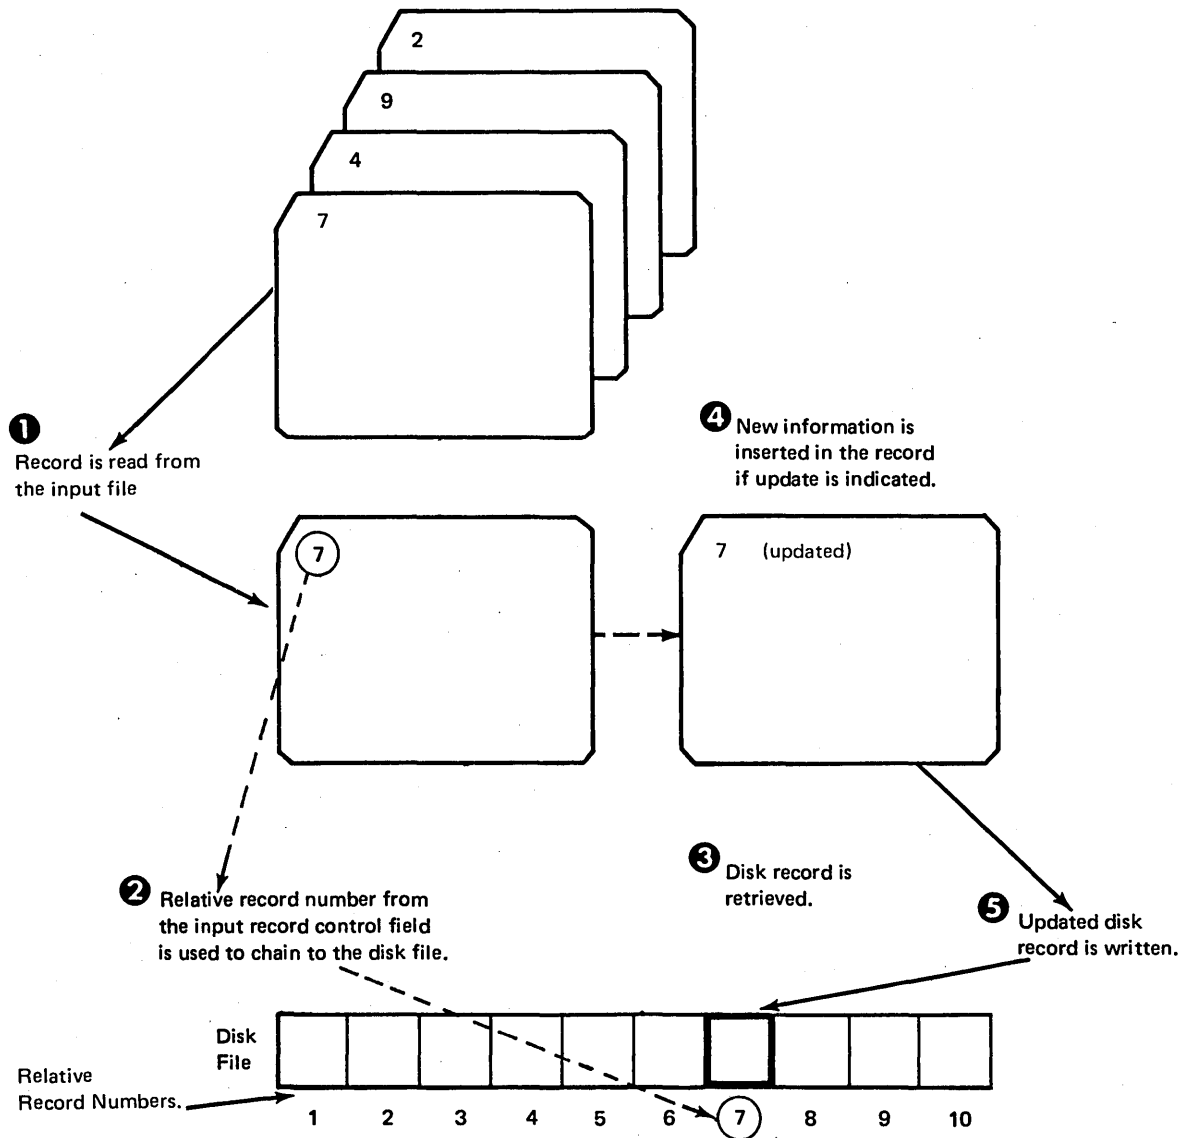 2
9
4
7
1
Record is read from
the input file
4
New information is
inserted in the record
if update is indicated.
7
7 (updated)
2
Relative record number from
the input record control field
is used to chain to the disk file.
3
Disk record is
retrieved.
5
Updated disk
record is written.
Disk
File
Relative
Record Numbers.
1 2 3 4 5 6 7 8 9 10